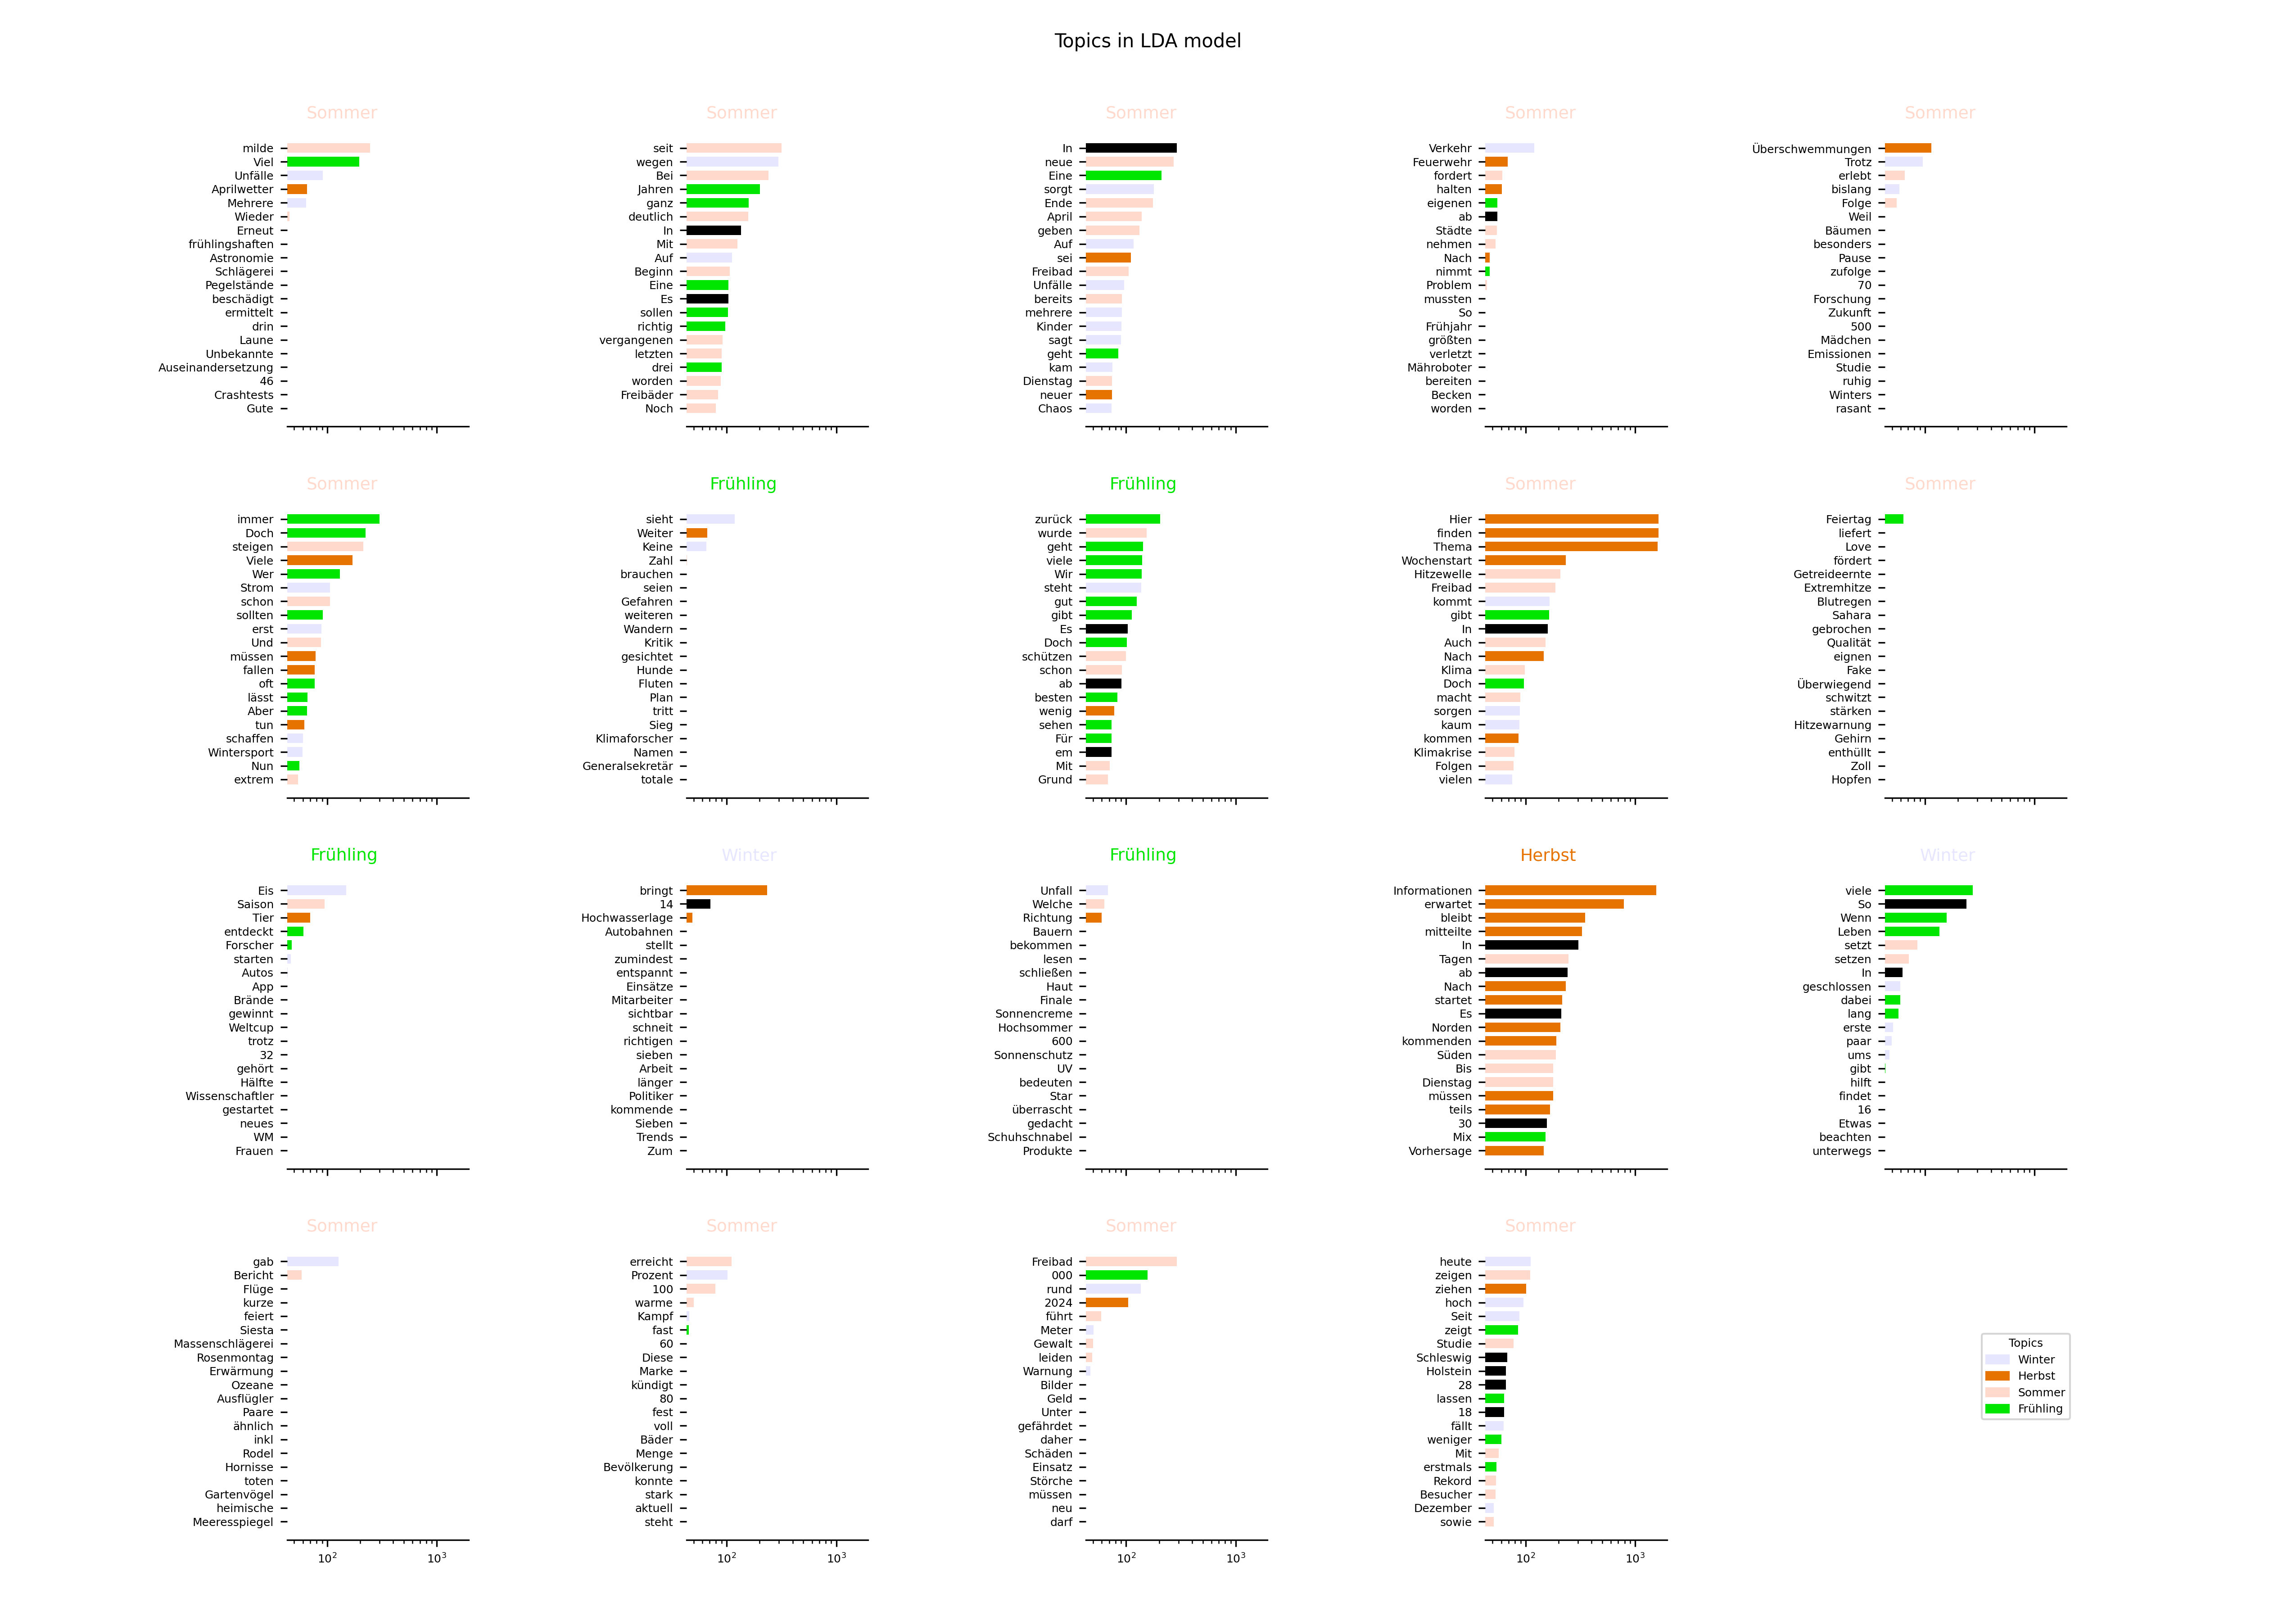 Topics in LDA model
Sommer
milde
Viel
Unfälle
Aprilwetter
Mehrere
Wieder
Erneut
frühlingshaften
Astronomie
Schlägerei
Pegelstände
beschädigt
ermittelt
drin
Laune
Unbekannte
Auseinandersetzung
46
Crashtests
Gute
Sommer
seit
wegen
Bei
Jahren
ganz
deutlich
In
Mit
Auf
Beginn
Eine
Es
sollen
richtig
vergangenen
letzten
drei
worden
Freibäder
Noch
Sommer
In
neue
Eine
sorgt
Ende
April
geben
Auf
sei
Freibad
Unfälle
bereits
mehrere
Kinder
sagt
geht
kam
Dienstag
neuer
Chaos
Sommer
Verkehr
Feuerwehr
fordert
halten
eigenen
ab
Städte
nehmen
Nach
nimmt
Problem
mussten
So
Frühjahr
größten
verletzt
Mähroboter
bereiten
Becken
worden
Sommer
Überschwemmungen
Trotz
erlebt
bislang
Folge
Weil
Bäumen
besonders
Pause
zufolge
70
Forschung
Zukunft
500
Mädchen
Emissionen
Studie
ruhig
Winters
rasant
Sommer
immer
Doch
steigen
Viele
Wer
Strom
schon
sollten
erst
Und
müssen
fallen
oft
lässt
Aber
tun
schaffen
Wintersport
Nun
extrem
Frühling
sieht
Weiter
Keine
Zahl
brauchen
seien
Gefahren
weiteren
Wandern
Kritik
gesichtet
Hunde
Fluten
Plan
tritt
Sieg
Klimaforscher
Namen
Generalsekretär
totale
Frühling
zurück
wurde
geht
viele
Wir
steht
gut
gibt
Es
Doch
schützen
schon
ab
besten
wenig
sehen
Für
em
Mit
Grund
Sommer
Hier
finden
Thema
Wochenstart
Hitzewelle
Freibad
kommt
gibt
In
Auch
Nach
Klima
Doch
macht
sorgen
kaum
kommen
Klimakrise
Folgen
vielen
Sommer
Feiertag
liefert
Love
fördert
Getreideernte
Extremhitze
Blutregen
Sahara
gebrochen
Qualität
eignen
Fake
Überwiegend
schwitzt
stärken
Hitzewarnung
Gehirn
enthüllt
Zoll
Hopfen
Frühling
Eis
Saison
Tier
entdeckt
Forscher
starten
Autos
App
Brände
gewinnt
Weltcup
trotz
32
gehört
Hälfte
Wissenschaftler
gestartet
neues
WM
Frauen
Winter
bringt
14
Hochwasserlage
Autobahnen
stellt
zumindest
entspannt
Einsätze
Mitarbeiter
sichtbar
schneit
richtigen
sieben
Arbeit
länger
Politiker
kommende
Sieben
Trends
Zum
Frühling
Unfall
Welche
Richtung
Bauern
bekommen
lesen
schließen
Haut
Finale
Sonnencreme
Hochsommer
600
Sonnenschutz
UV
bedeuten
Star
überrascht
gedacht
Schuhschnabel
Produkte
Herbst
Informationen
erwartet
bleibt
mitteilte
In
Tagen
ab
Nach
startet
Es
Norden
kommenden
Süden
Bis
Dienstag
müssen
teils
30
Mix
Vorhersage
Winter
viele
So
Wenn
Leben
setzt
setzen
In
geschlossen
dabei
lang
erste
paar
ums
gibt
hilft
findet
16
Etwas
beachten
unterwegs
Sommer
gab
Bericht
Flüge
kurze
feiert
Siesta
Massenschlägerei
Rosenmontag
Erwärmung
Ozeane
Ausflügler
Paare
ähnlich
inkl
Rodel
Hornisse
toten
Gartenvögel
heimische
Meeresspiegel
10² 10³
Sommer
erreicht
Prozent
100
warme
Kampf
fast
60
Diese
Marke
kündigt
80
fest
voll
Bäder
Menge
Bevölkerung
konnte
stark
aktuell
steht
10² 10³
Sommer
Freibad
000
rund
2024
führt
Meter
Gewalt
leiden
Warnung
Bilder
Geld
Unter
gefährdet
daher
Schäden
Einsatz
Störche
müssen
neu
darf
10² 10³
Sommer
heute
zeigen
ziehen
hoch
Seit
zeigt
Studie
Schleswig
Holstein
28
lassen
18
fällt
weniger
Mit
erstmals
Rekord
Besucher
Dezember
sowie
10² 10³
Topics
Winter
Herbst
Sommer
Frühling